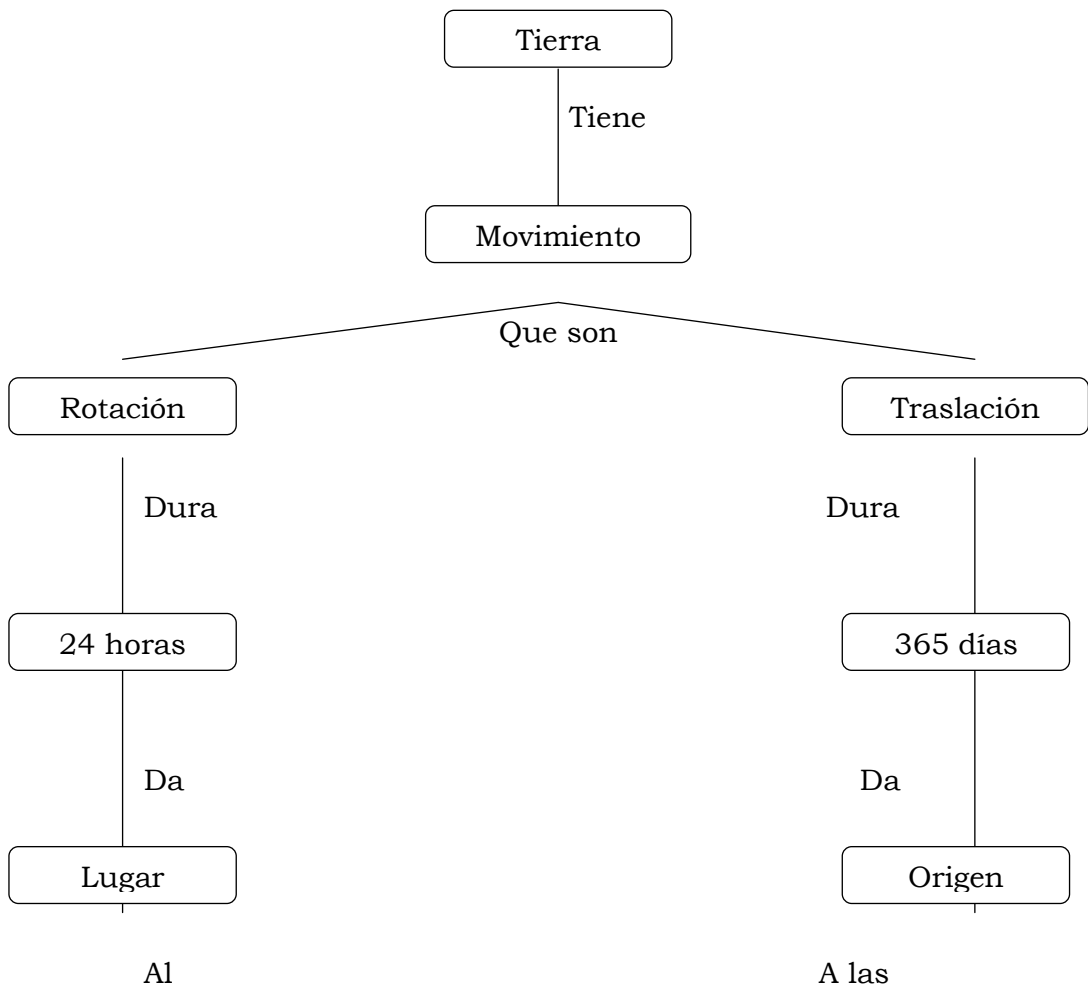 Tierra
Tiene
Movimiento
Que son
Rotación
Traslación
Dura
Dura
24 horas
365 días
Da
Da
Lugar
Origen
Al
A las